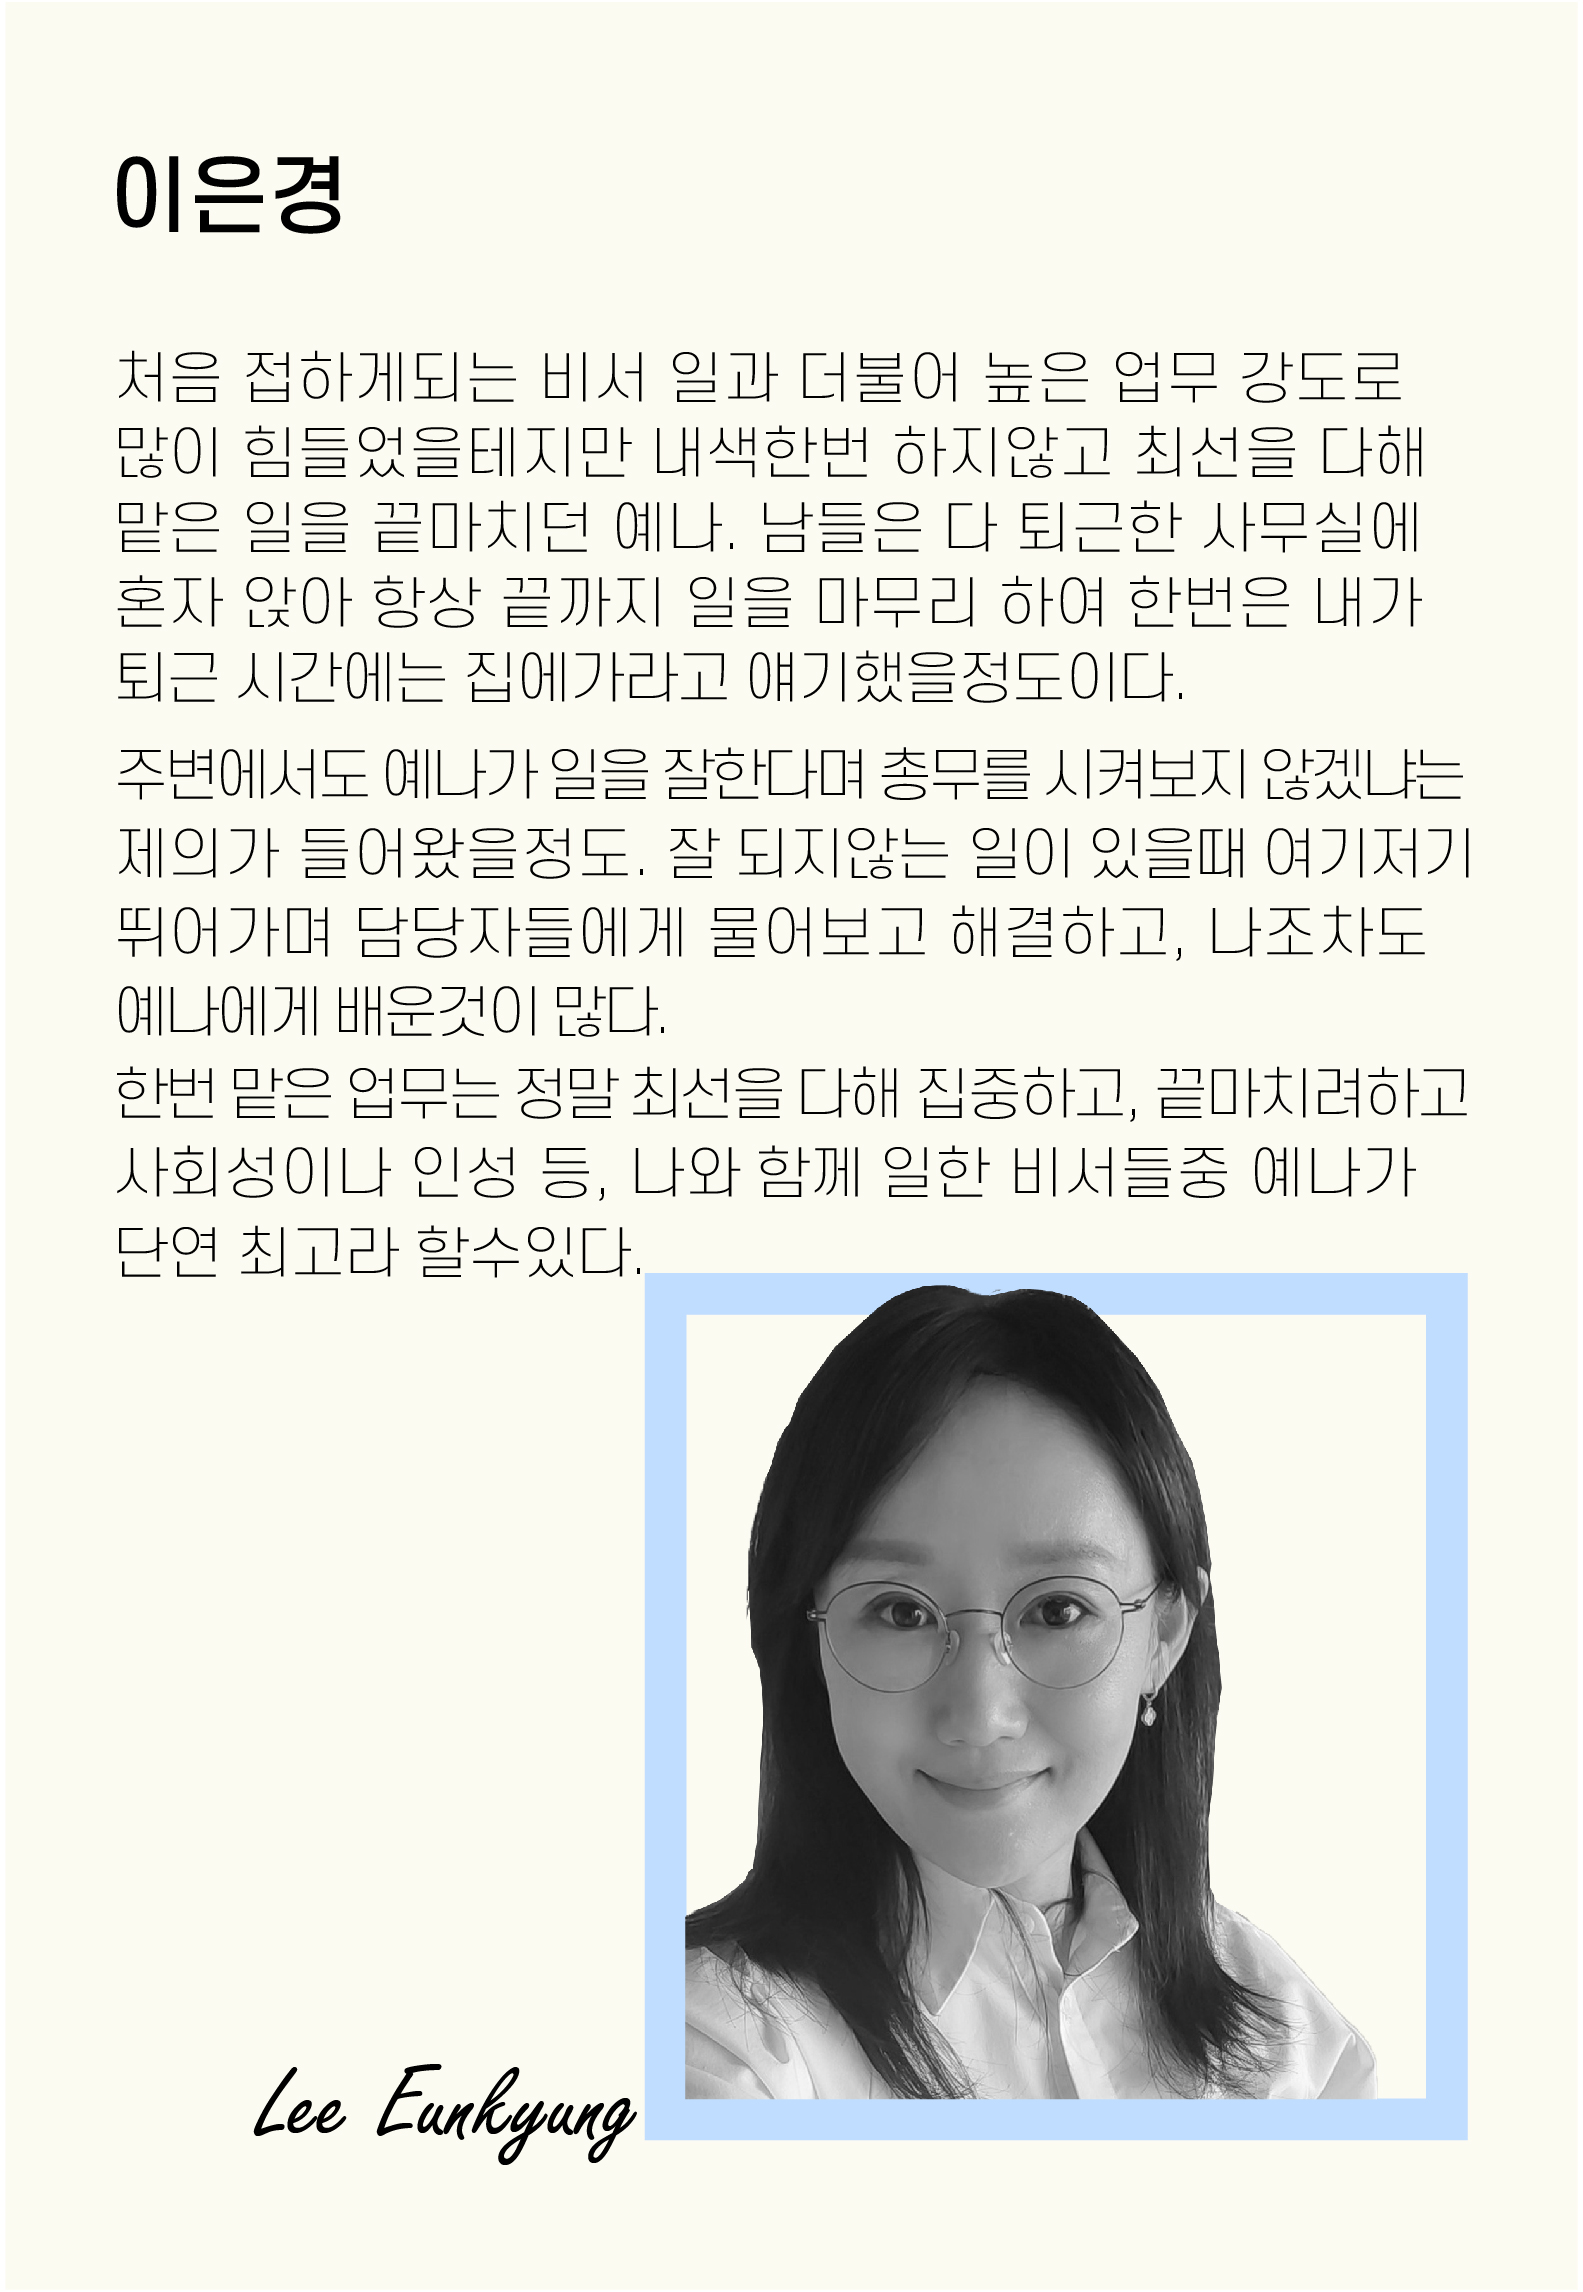 이은경
처음 접하게되는 비서 일과 더불어 높은 업무 강도로
많이 힘들었을테지만 내색한번 하지않고 최선을 다해
맡은 일을 끝마치던 예나. 남들은 다 퇴근한 사무실에
혼자 앉아 항상 끝까지 일을 마무리 하여 한번은 내가
퇴근 시간에는 집에가라고 얘기했을정도이다.
주변에서도 예나가 일을 잘한다며 총무를 시켜보지 않겠냐는
제의가 들어왔을정도. 잘 되지않는 일이 있을때 여기저기
뛰어가며 담당자들에게 물어보고 해결하고, 나조차도
예나에게 배운것이 많다.
한번 맡은 업무는 정말 최선을 다해 집중하고, 끝마치려하고
사회성이나 인성 등, 나와 함께 일한 비서들중 예나가
단연 최고라 할수있다.
Lee Eunkyung